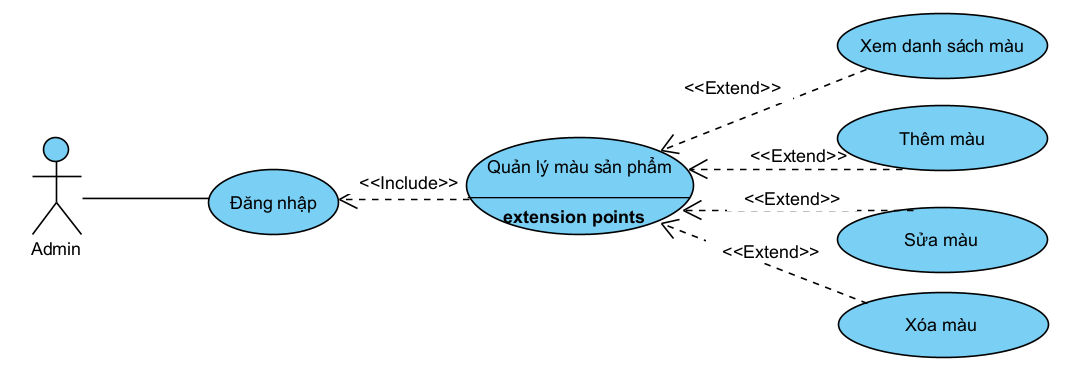 Xem danh sách màu
<<Extend>>
Thêm màu
<<Extend>>
Quản lý màu sản phẩm
<<Include>>
Đăng nhập
<<Extend>>
extension points
Sửa màu
Admin
<<Extend>>
Xóa màu